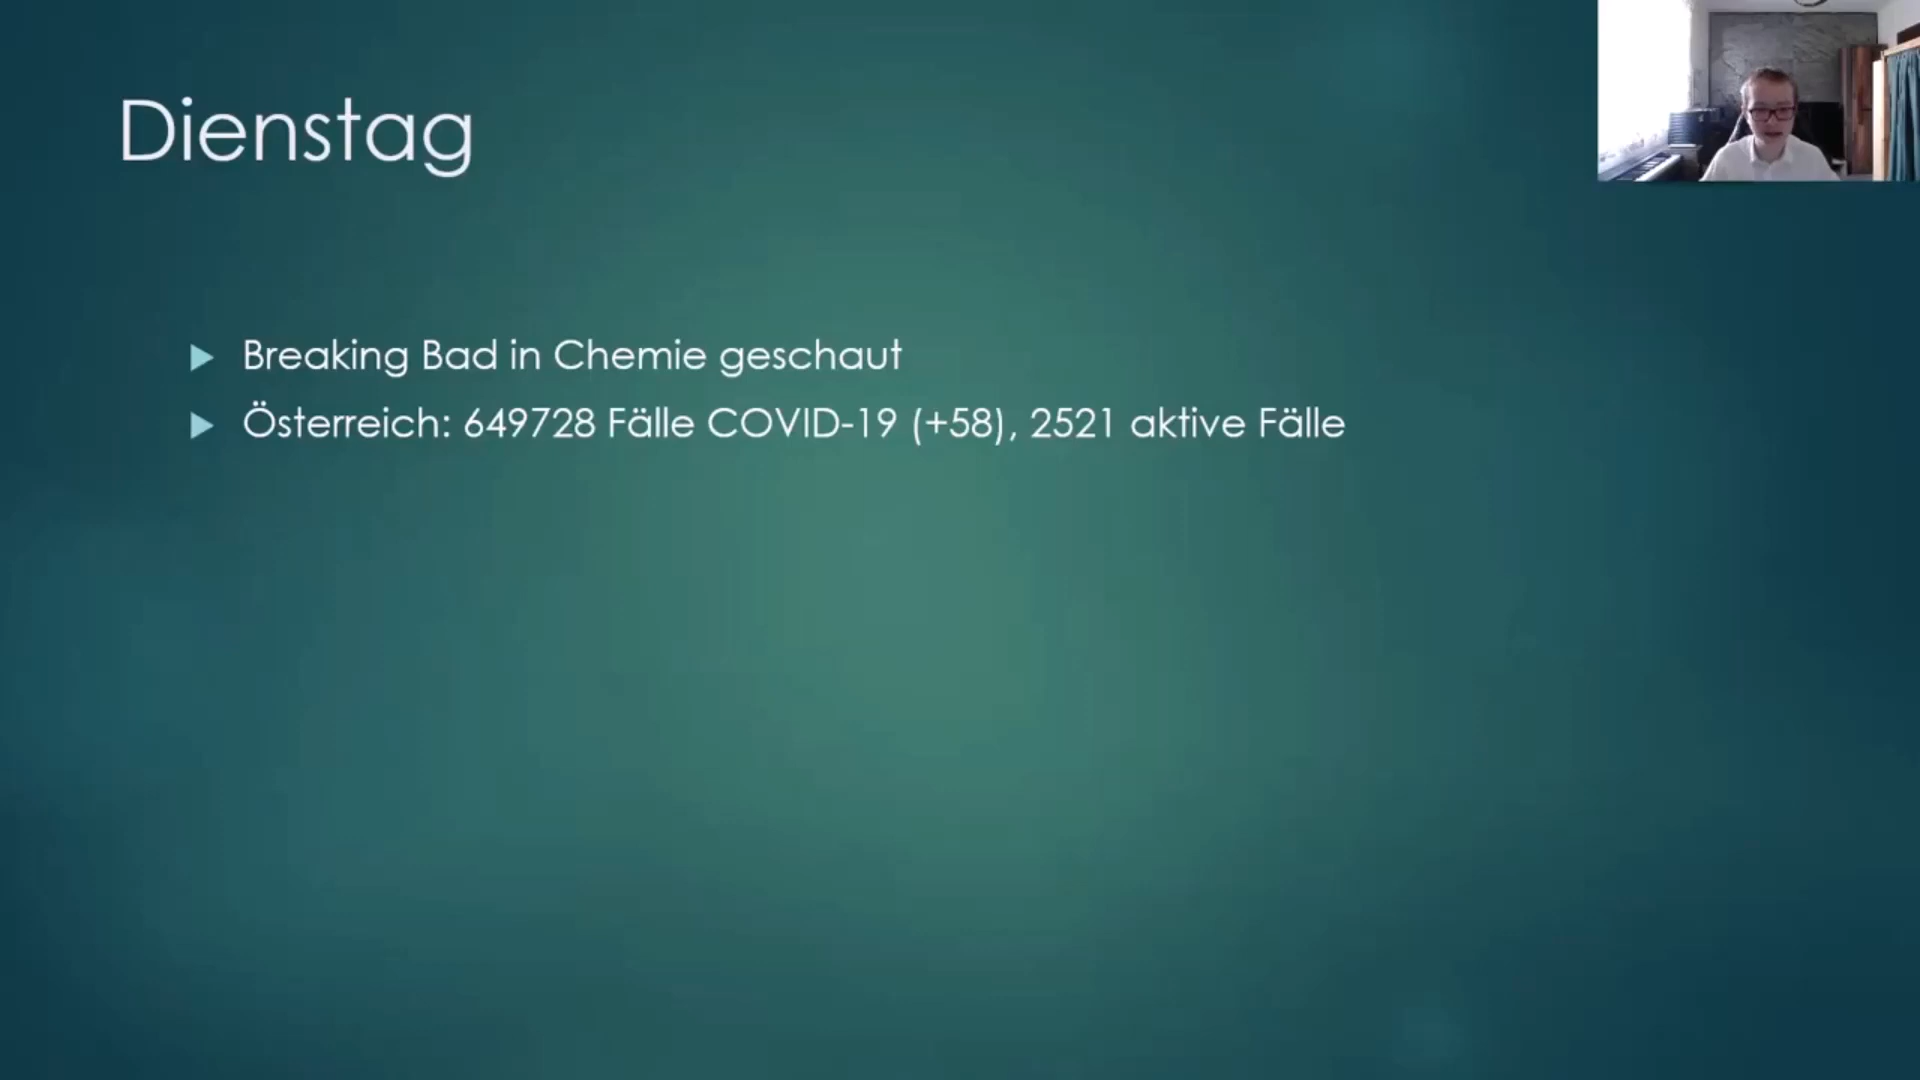 Dienstag
Breaking Bad in Chemie geschaut
Österreich: 649728 Fälle COVID-19 (+58), 2521 aktive Fälle